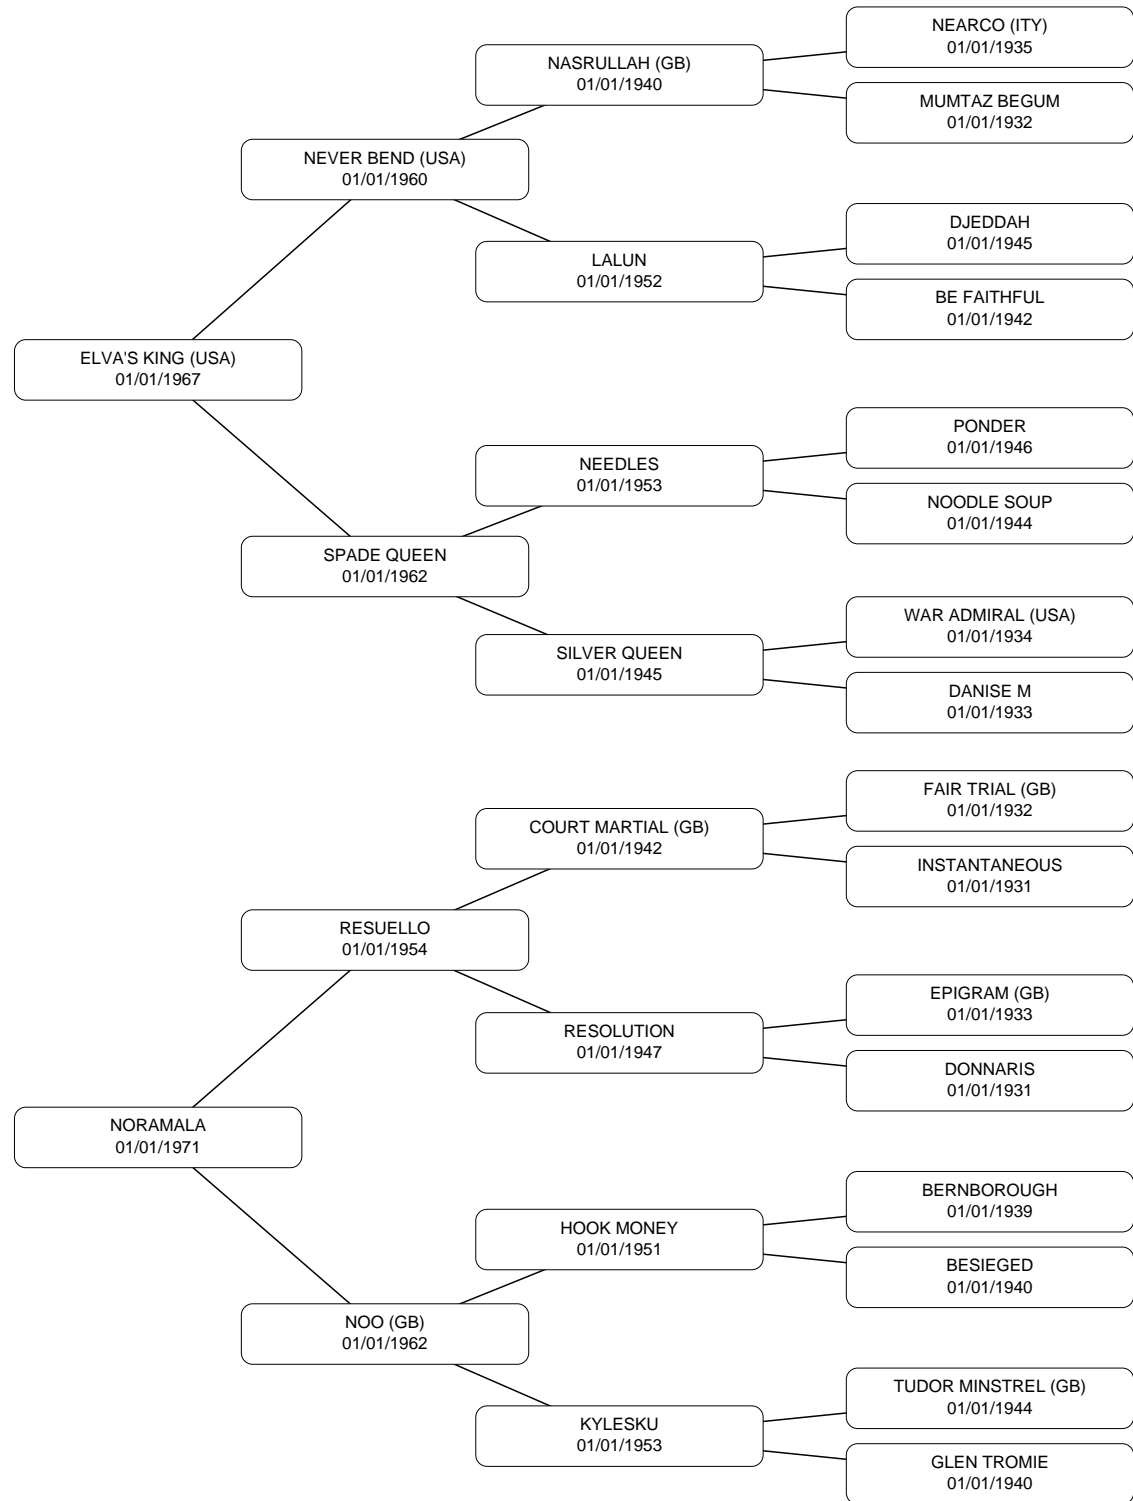 NEARCO (ITY)
01/01/1935
NASRULLAH (GB)
01/01/1940
MUMTAZ BEGUM
01/01/1932
NEVER BEND (USA)
01/01/1960
DJEDDAH
01/01/1945
LALUN
01/01/1952
BE FAITHFUL
01/01/1942
ELVA'S KING (USA)
01/01/1967
PONDER
01/01/1946
NEEDLES
01/01/1953
NOODLE SOUP
01/01/1944
SPADE QUEEN
01/01/1962
WAR ADMIRAL (USA)
01/01/1934
SILVER QUEEN
01/01/1945
DANISE M
01/01/1933
FAIR TRIAL (GB)
01/01/1932
COURT MARTIAL (GB)
01/01/1942
INSTANTANEOUS
01/01/1931
RESUELLO
01/01/1954
EPIGRAM (GB)
01/01/1933
RESOLUTION
01/01/1947
DONNARIS
01/01/1931
NORAMALA
01/01/1971
BERNBOROUGH
01/01/1939
HOOK MONEY
01/01/1951
BESIEGED
01/01/1940
NOO (GB)
01/01/1962
TUDOR MINSTREL (GB)
01/01/1944
KYLESKU
01/01/1953
GLEN TROMIE
01/01/1940